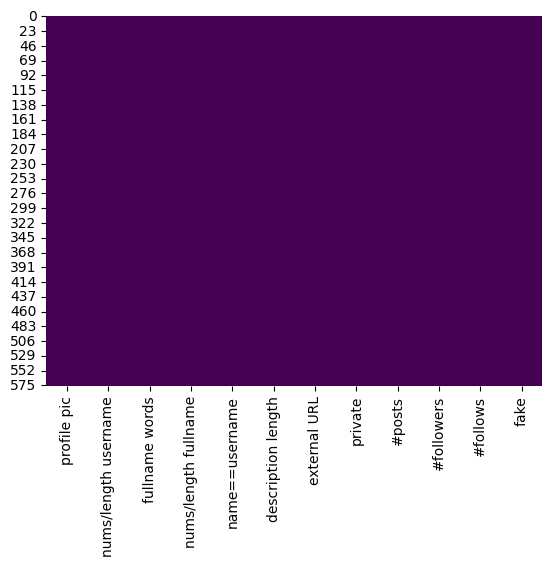 0
23
46
69
92
115
138
161
184
207
230
253
276
299
322
345
368
391
414
437
460
483
506
529
552
575
profile pic
nums/length username
fullname words
nums/length fullname
name==username
description length
external URL
private
#posts
#followers
#follows
fake